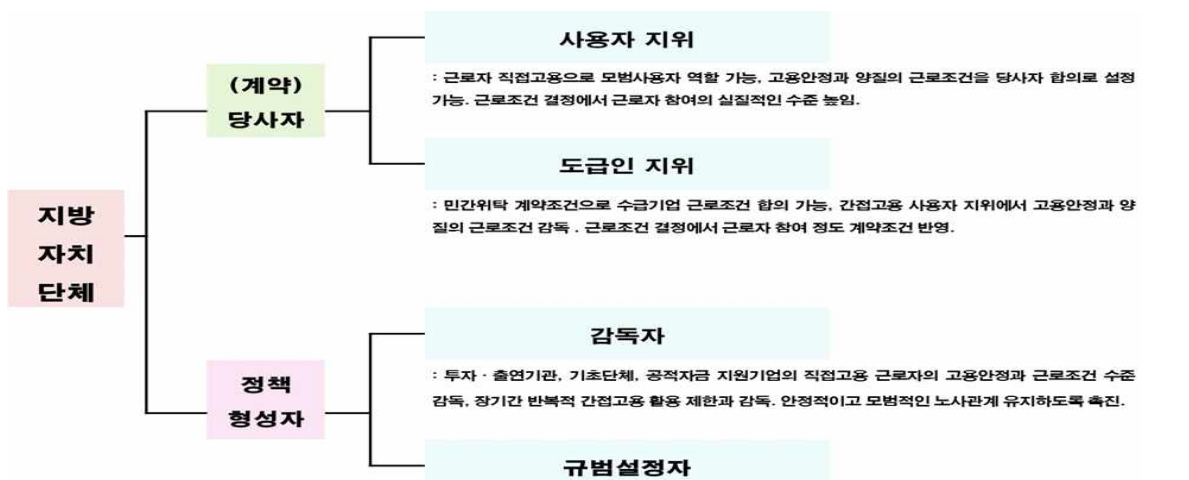 지방
자치
단체
(계약)
당사자
사용자 지위
: 근로자 직접고용으로 모범사용자 역할 가능, 고용안정과 양질의 근로조건을 당사자 합의로 설정
가능. 근로조건 결정에서 근로자 참여의 실질적인 수준 높임.
도급인 지위
: 민간위탁 계약조건으로 수급기업 근로조건 합의 가능, 간접고용 사용자 지위에서 고용안정과 양
질의 근로조건 감독 . 근로조건 결정에서 근로자 참여 정도 계약조건 반영.
정책
형성자
감독자
: 투자 · 출연기관, 기초단체, 공적자금 지원기업의 직접고용 근로자의 고용안정과 근로조건 수준
감독, 장기간 반복적 간접고용 활용 제한과 감독. 안정적이고 모범적인 노사관계 유지하도록 촉진.
규범설정자